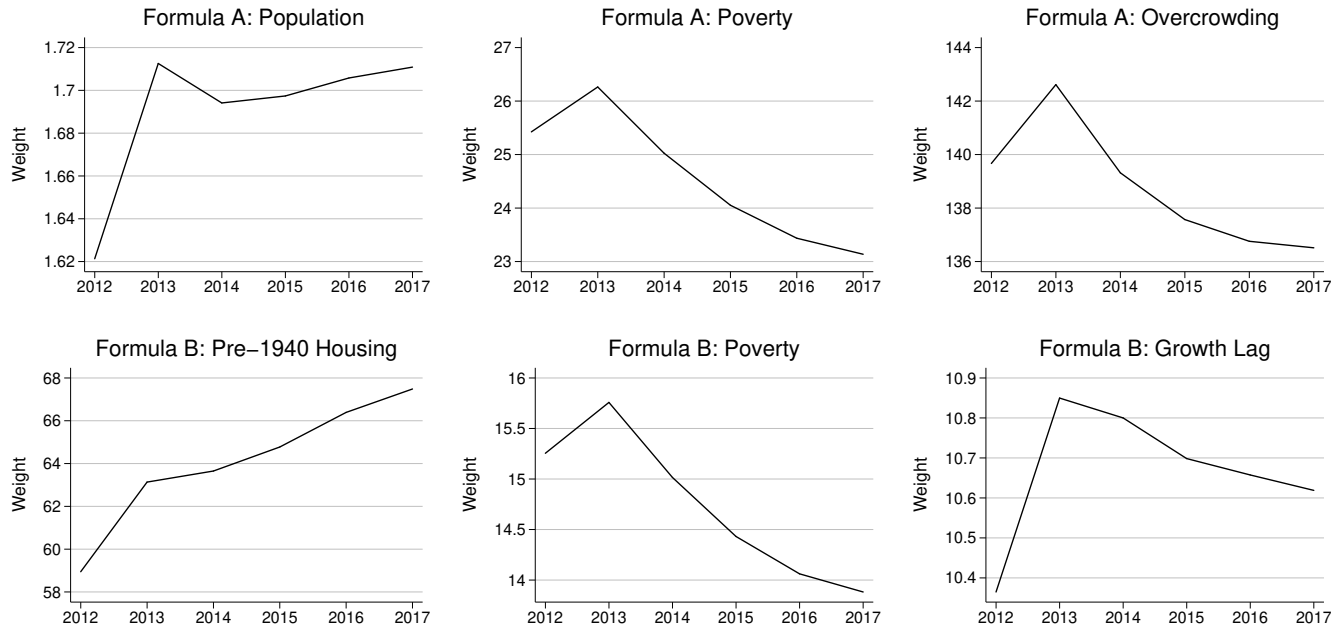 Formula A: Population
Weight
1.72
1.7
1.68
1.66
1.64
1.62
2012 2013 2014 2015 2016 2017
Formula A: Poverty
Weight
27
26
25
24
23
2012 2013 2014 2015 2016 2017
Formula A: Overcrowding
Weight
144
142
140
138
136
2012 2013 2014 2015 2016 2017
Formula B: Pre−1940 Housing
Weight
68
66
64
62
60
58
2012 2013 2014 2015 2016 2017
Formula B: Poverty
Weight
16
15.5
15
14.5
14
2012 2013 2014 2015 2016 2017
Formula B: Growth Lag
Weight
10.9
10.8
10.7
10.6
10.5
10.4
2012 2013 2014 2015 2016 2017